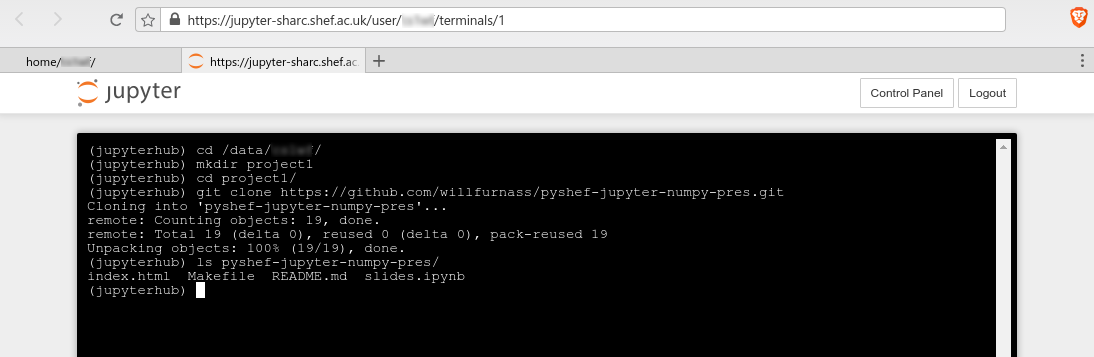 https://jupyter-sharc.shef.ac.uk/user/ /terminals/1
home/ /
https://jupyter-sharc.shef.ac.
jupyter
Control Panel Logout
(jupyterhub) cd /data/ /
(jupyterhub) mkdir project1
(jupyterhub) cd project1/
(jupyterhub) git clone https://github.com/willfurnass/pyshef-jupyter-numpy-pres.git
Cloning into 'pyshef-jupyter-numpy-pres'...
remote: Counting objects: 19, done.
remote: Total 19 (delta 0), reused 0 (delta 0), pack-reused 19
Unpacking objects: 100% (19/19), done.
(jupyterhub) ls pyshef-jupyter-numpy-pres/
index.html  Makefile  README.md  slides.ipynb
(jupyterhub)